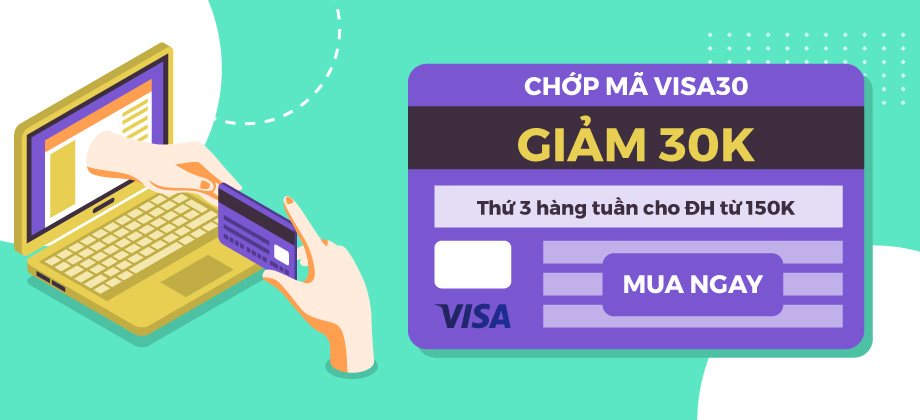 CHỚP MÃ VISA30
GIẢM 30K
Thứ 3 hàng tuần cho ĐH từ 150K
MUA NGAY
VISA